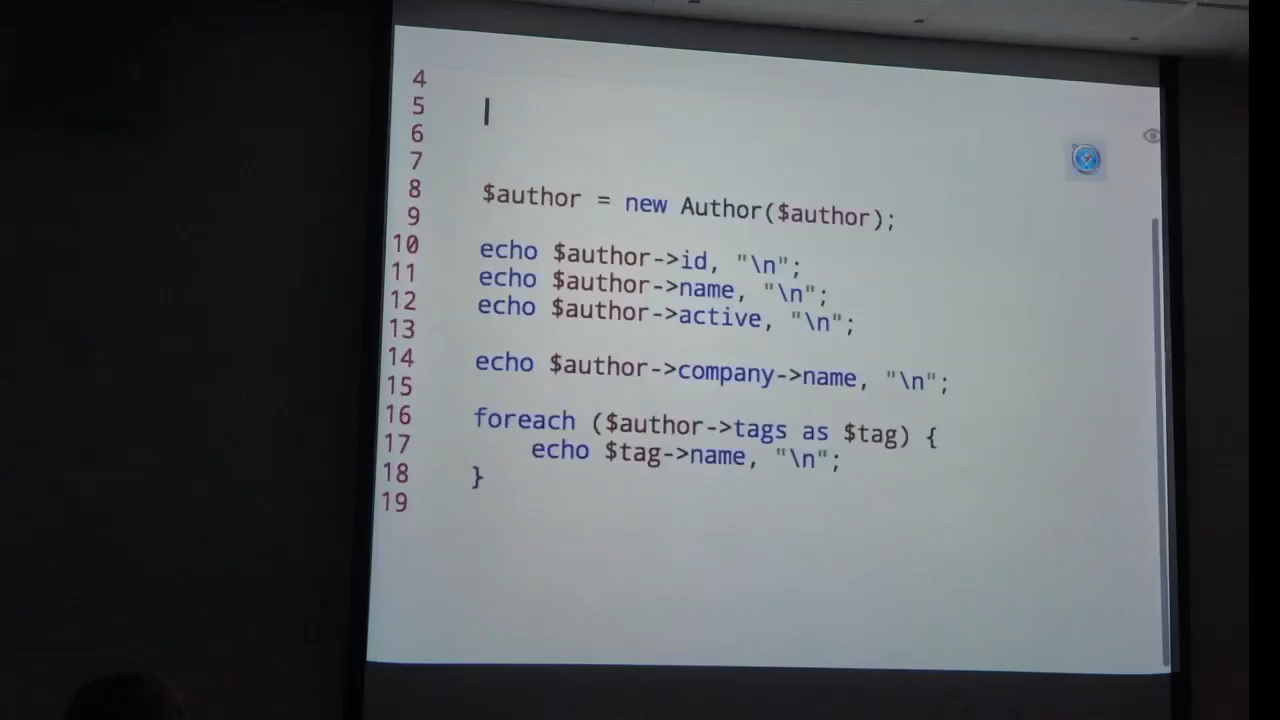 4
5
6
7
8 $author = new Author($author);
9
10 echo $author->id, "\n";
11 echo $author->name, "\n";
12 echo $author->active, "\n";
13
14 echo $author->company->name, "\n";
15
16 foreach ($author->tags as $tag) {
17     echo $tag->name, "\n";
18 }
19